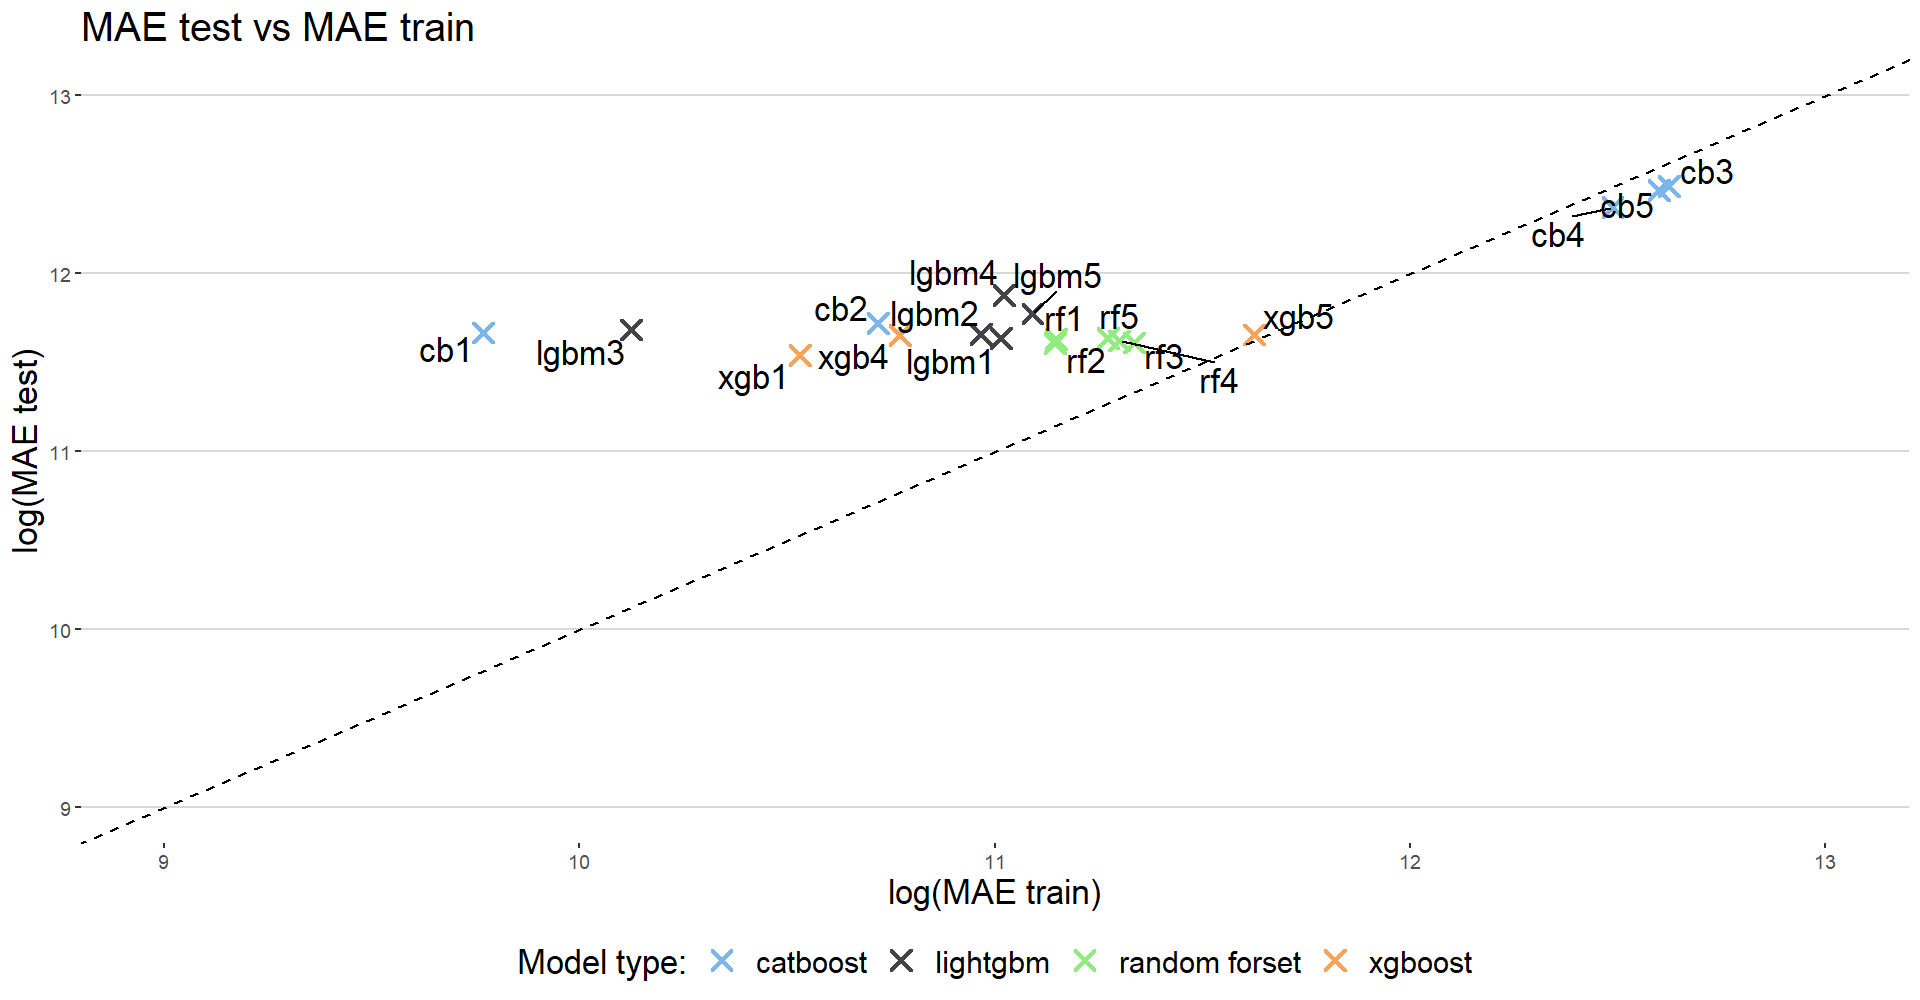 MAE test vs MAE train
log(MAE test)
13
12
11
10
9
cb3
cb5
cb4
lgbm4
lgbm5
cb2
lgbm2
rf1
rf5
xgb5
cb1
lgbm3
xgb4
lgbm1
rf2
rf3
xgb1
rf4
9
10
11
12
13
log(MAE train)
Model type:
catboost
lightgbm
random forset
xgboost